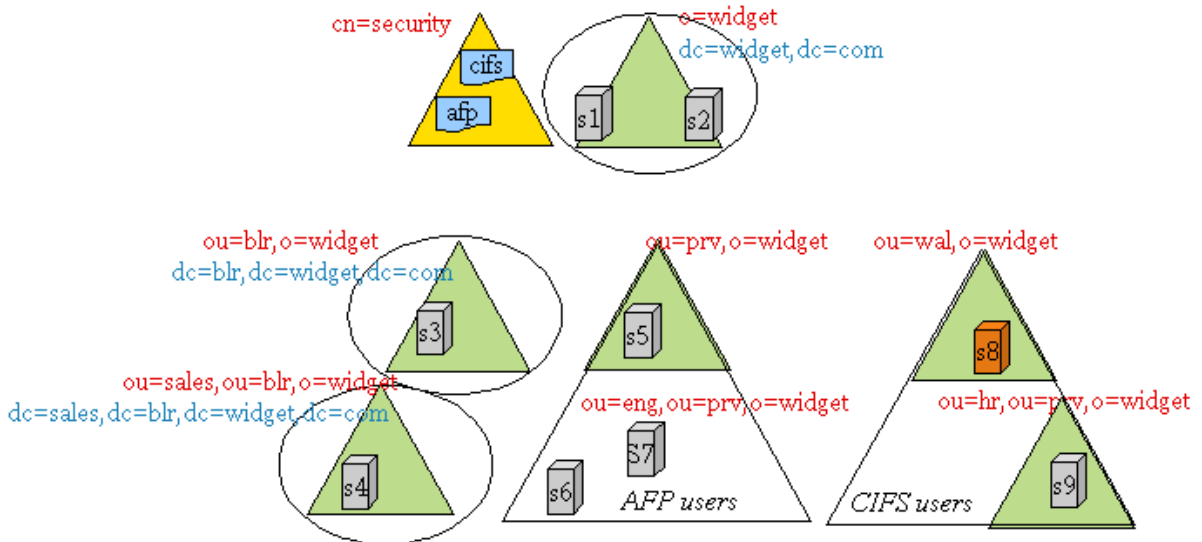 cn=security
o=widget
dc=widget,dc=com
cifs
afp
s1
s2
ou=blr,o=widget
dc=blr,dc=widget,dc=com
s3
ou=prv,o=widget
s5
ou=wal,o=widget
s8
ou=sales,ou=blr,o=widget
dc=sales,dc=blr,dc=widget,dc=com
s4
ou=eng,ou=prv,o=widget
S7
s6
AFP users
ou=hr,ou=prv,o=widget
s9
CIFS users